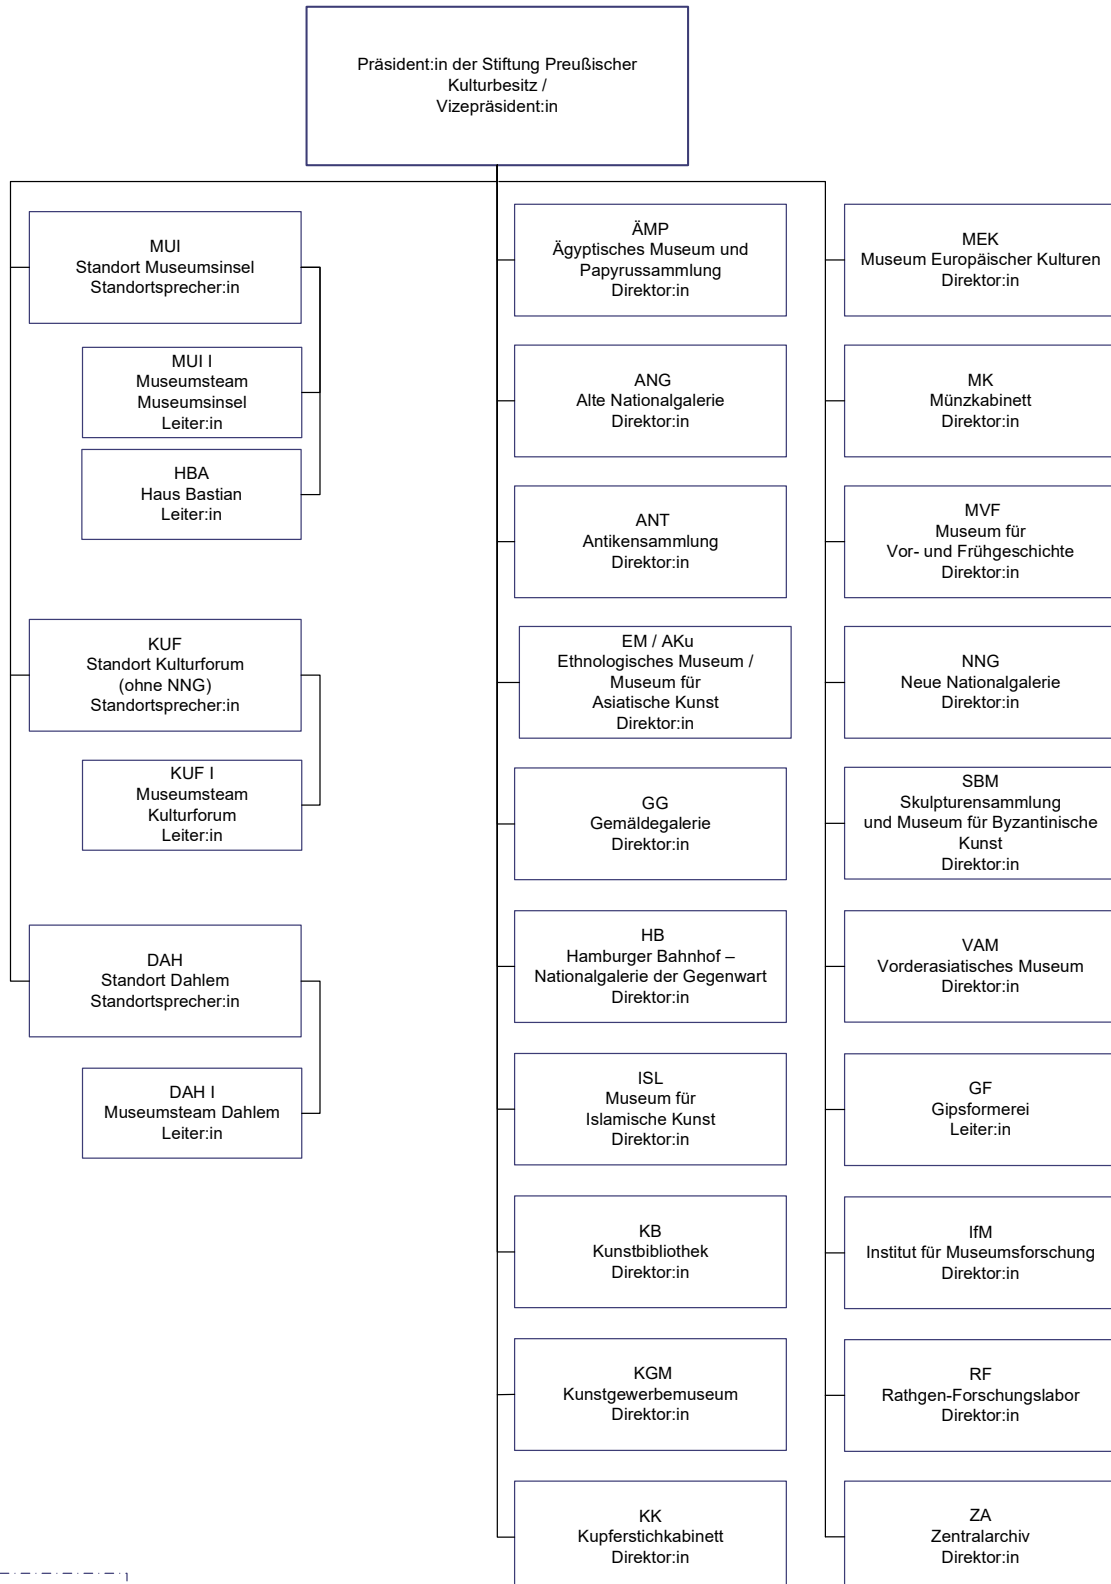 Präsident:in der Stiftung Preußischer
Kulturbesitz /
Vizepräsident:in
MUI
Standort Museumsinsel
Standortsprecher:in
MUI I
Museumsteam
Museumsinsel
Leiter:in
HBA
Haus Bastian
Leiter:in
KUF
Standort Kulturforum
(ohne NNG)
Standortsprecher:in
KUF I
Museumsteam
Kulturforum
Leiter:in
DAH
Standort Dahlem
Standortsprecher:in
DAH I
Museumsteam Dahlem
Leiter:in
ÄMP
Ägyptisches Museum und
Papyrussammlung
Direktor:in
ANG
Alte Nationalgalerie
Direktor:in
ANT
Antikensammlung
Direktor:in
EM / AKu
Ethnologisches Museum /
Museum für
Asiatische Kunst
Direktor:in
GG
Gemäldegalerie
Direktor:in
HB
Hamburger Bahnhof –
Nationalgalerie der Gegenwart
Direktor:in
ISL
Museum für
Islamische Kunst
Direktor:in
KB
Kunstbibliothek
Direktor:in
KGM
Kunstgewerbemuseum
Direktor:in
KK
Kupferstichkabinett
Direktor:in
MEK
Museum Europäischer Kulturen
Direktor:in
MK
Münzkabinett
Direktor:in
MVF
Museum für
Vor- und Frühgeschichte
Direktor:in
NNG
Neue Nationalgalerie
Direktor:in
SBM
Skulpturensammlung
und Museum für Byzantinische
Kunst
Direktor:in
VAM
Vorderasiatisches Museum
Direktor:in
GF
Gipsformerei
Leiter:in
IfM
Institut für Museumsforschung
Direktor:in
RF
Rathgen-Forschungslabor
Direktor:in
ZA
Zentralarchiv
Direktor:in